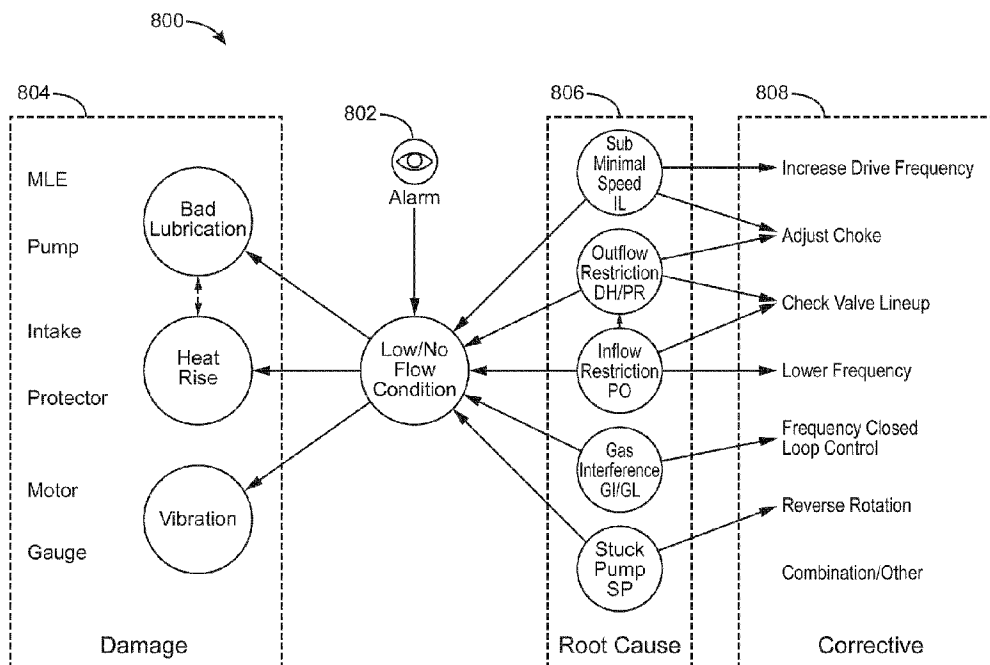 800
804
802
806
808
Alarm
MLE
Pump
Intake
Protector
Motor
Gauge
Bad
Lubrication
Heat
Rise
Vibration
Low/No
Flow
Condition
Sub
Minimal
Speed
IL
Outflow
Restriction
DH/PR
Inflow
Restriction
PO
Gas
Interference
GI/GL
Stuck
Pump
SP
Increase Drive Frequency
Adjust Choke
Check Valve Lineup
Lower Frequency
Frequency Closed
Loop Control
Reverse Rotation
Combination/Other
Damage
Root Cause
Corrective